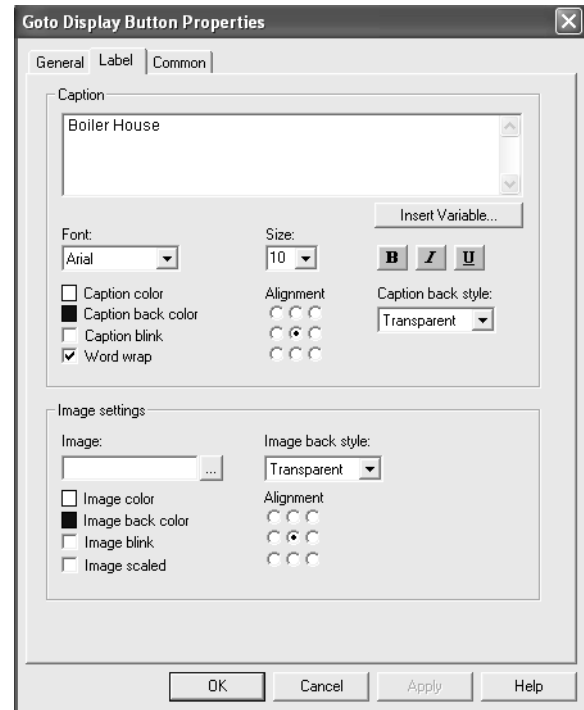 Goto Display Button Properties
General Label Common
Caption
Boiler House
Insert Variable...
Font: Size:
Arial 10 B I U
Caption color Alignment Caption back style:
Caption back color Transparent
Caption blink
Word wrap
Image settings
Image: Image back style:
... Transparent
Image color Alignment
Image back color
Image blink
Image scaled
OK Cancel Apply Help